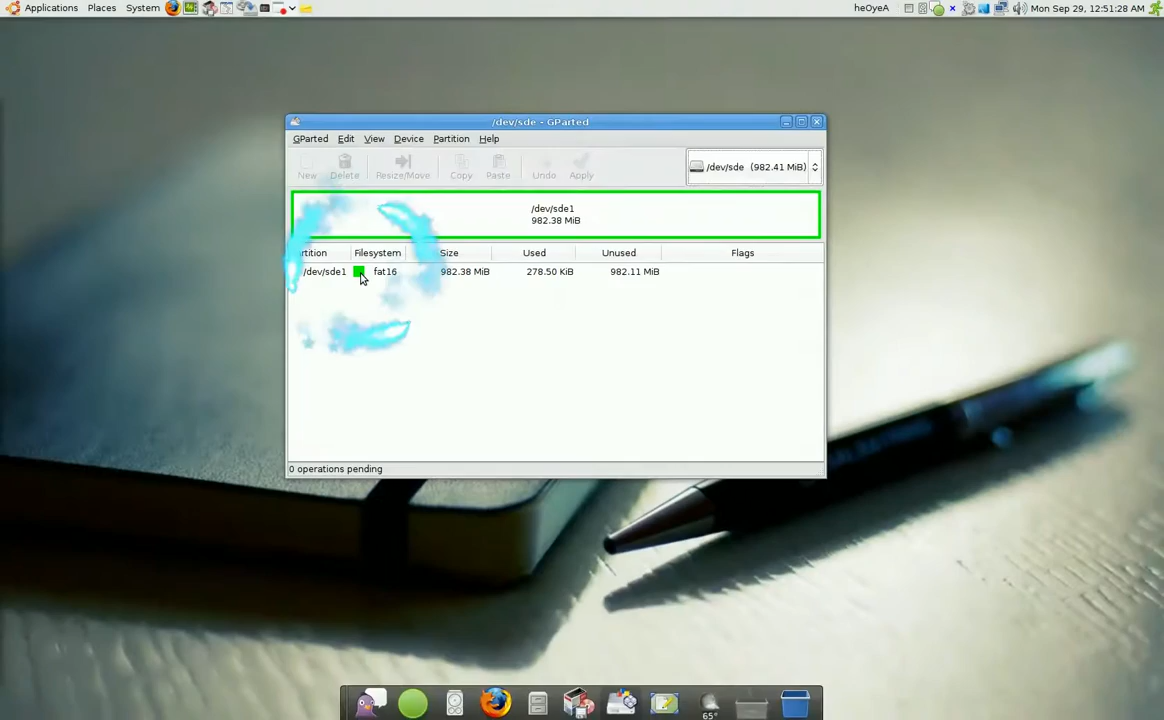 Applications Places System heOyeA Mon Sep 29, 12:51:28 AM
/dev/sde - GParted
GParted Edit View Device Partition Help
New Delete Resize/Move Copy Paste Undo Apply /dev/sde (982.41 MiB)
/dev/sde1
982.38 MiB
rtition Filesystem Size Used Unused Flags
/dev/sde1 fat16 982.38 MiB 278.50 KiB 982.11 MiB
0 operations pending
65°